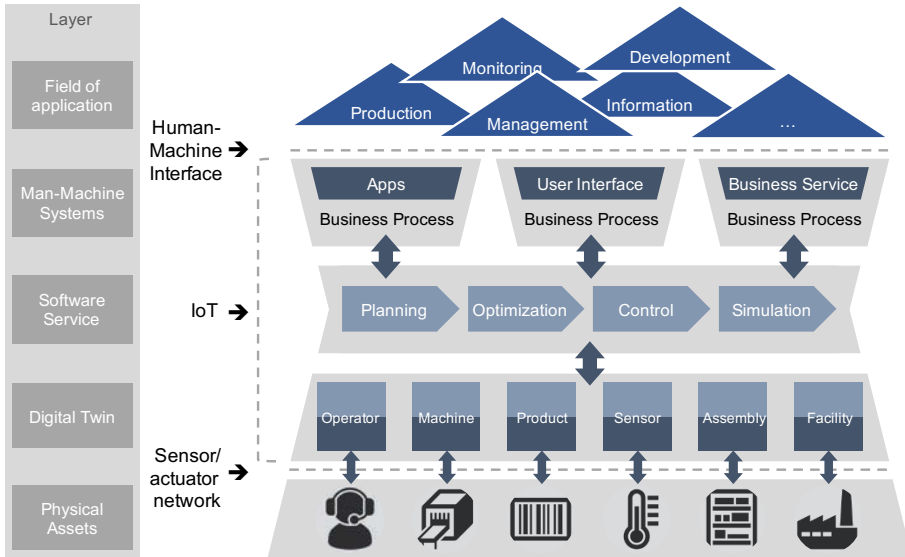 Layer
Field of
application
Man-Machine
Systems
Software
Service
Digital Twin
Physical
Assets
Human-
Machine
Interface
IoT
Sensor/
actuator
network
Monitoring
Development
Production
Management
Information
...
Apps
Business Process
User Interface
Business Process
Business Service
Business Process
Planning
Optimization
Control
Simulation
Operator
Machine
Product
Sensor
Assembly
Facility